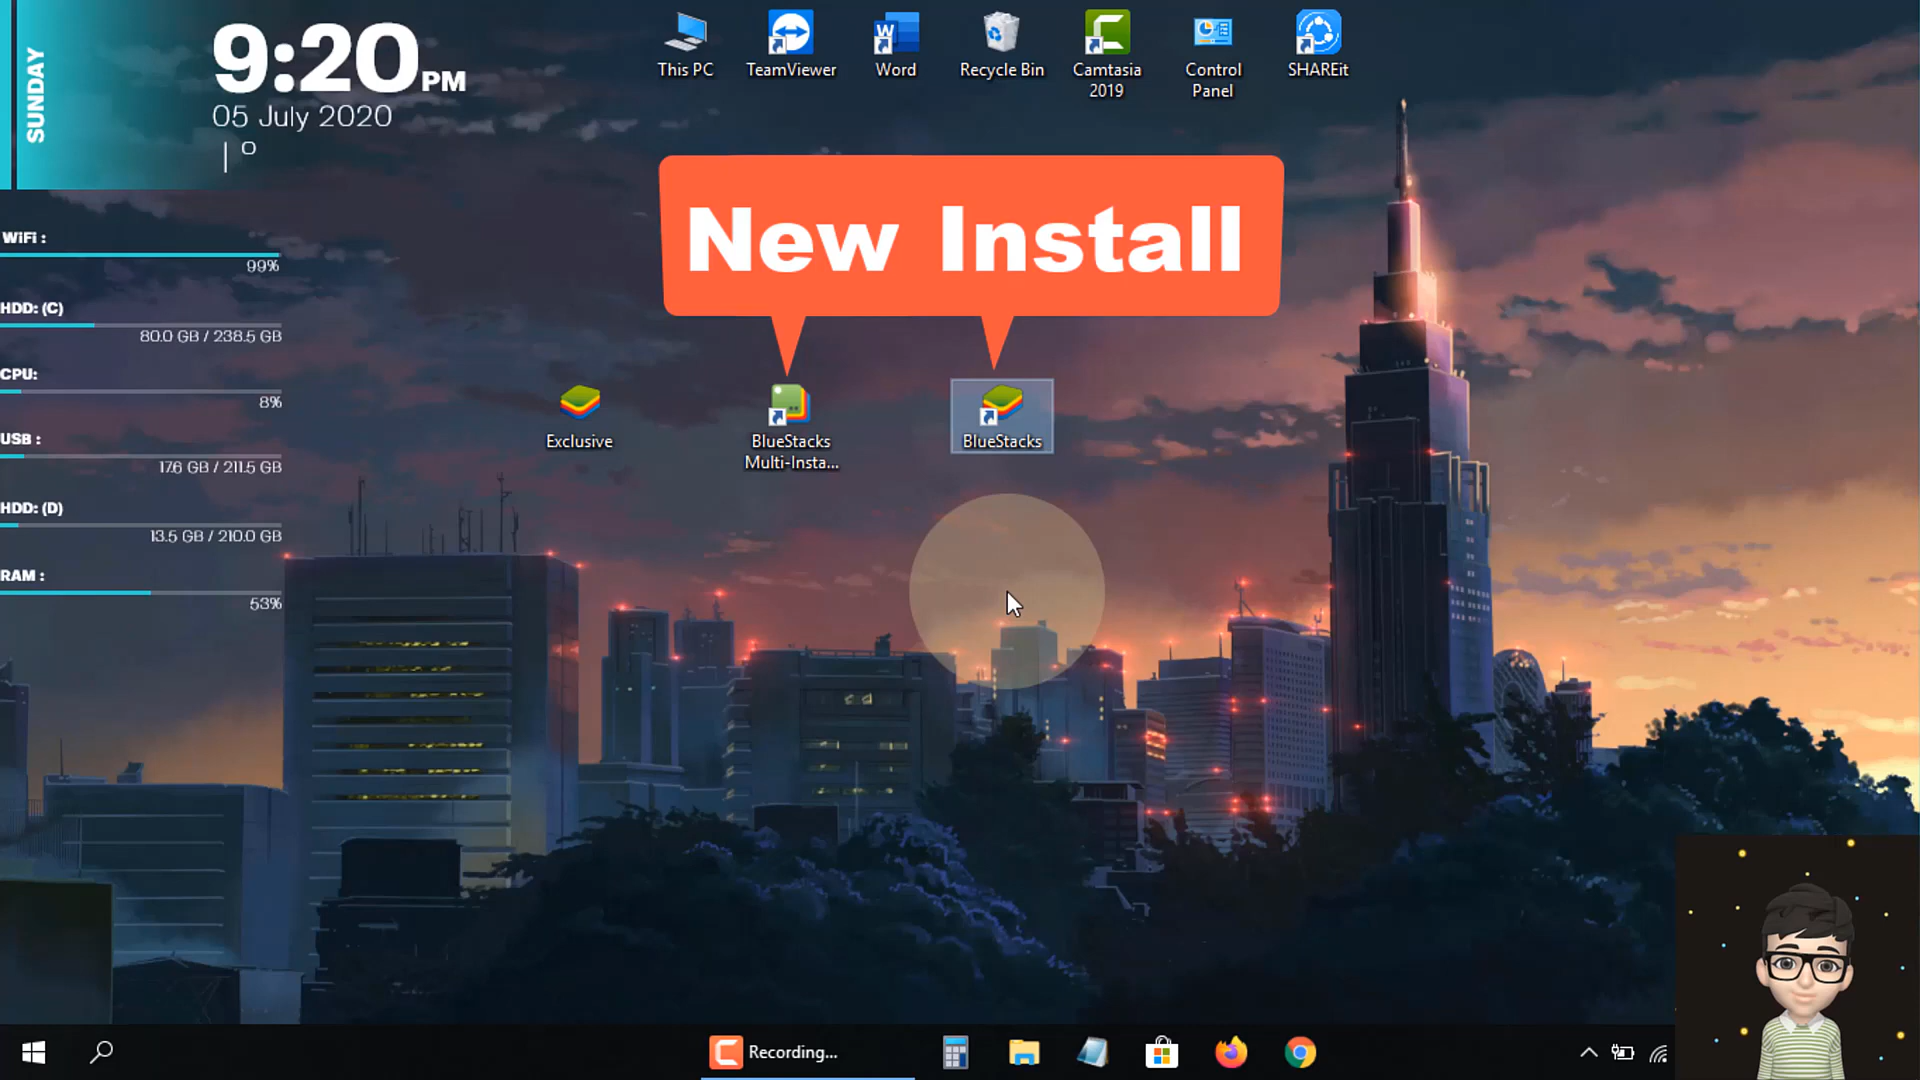 SUNDAY
9:20 PM
05 July 2020
| °
WiFi :
99%
HDD: (C)
80.0 GB / 238.5 GB
CPU:
8%
USB :
17.6 GB / 211.5 GB
HDD: (D)
13.5 GB / 210.0 GB
RAM :
53%
This PC
TeamViewer
Word
Recycle Bin
Camtasia
2019
Control
Panel
SHAREit
New Install
Exclusive
BlueStacks
Multi-Insta...
BlueStacks
Recording...